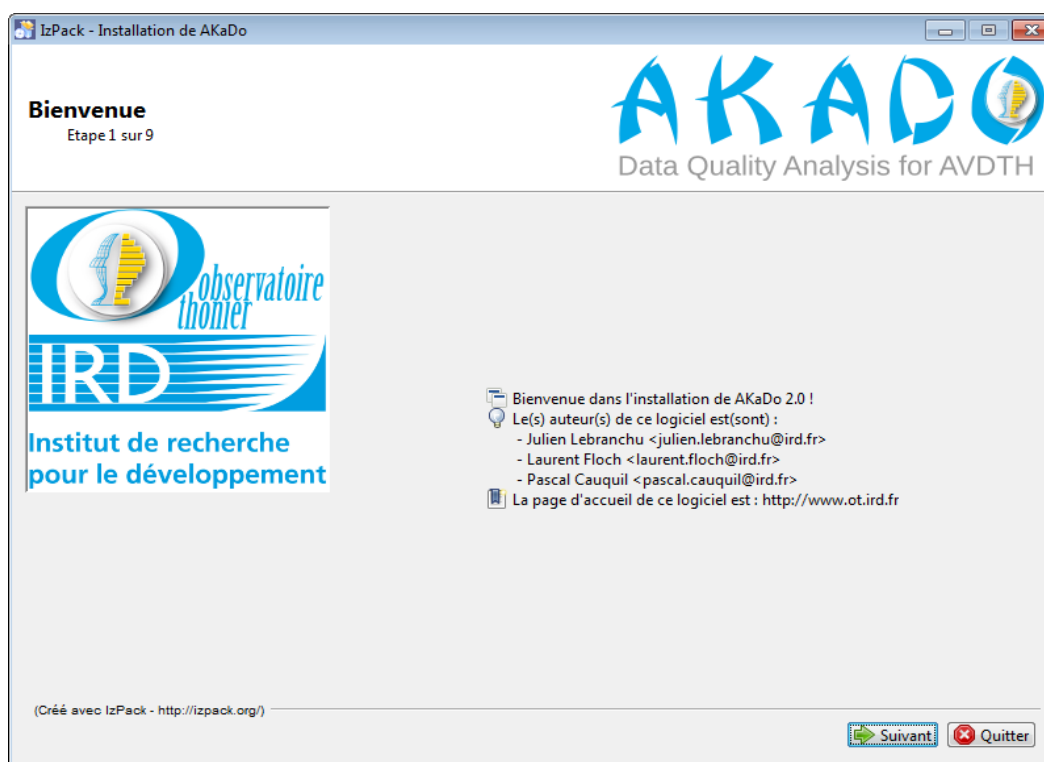 IzPack - Installation de AKaDo
Bienvenue
Etape 1 sur 9
AKADO
Data Quality Analysis for AVDTH
observatoire
thonier
IRD
Institut de recherche
pour le développement
Bienvenue dans l'installation de AKaDo 2.0 !
Le(s) auteur(s) de ce logiciel est(sont) :
- Julien Lebranchu <julien.lebranchu@ird.fr>
- Laurent Floch <laurent.floch@ird.fr>
- Pascal Cauquil <pascal.cauquil@ird.fr>
La page d'accueil de ce logiciel est : http://www.ot.ird.fr
(Créé avec IzPack - http://izpack.org/)
Suivant
Quitter